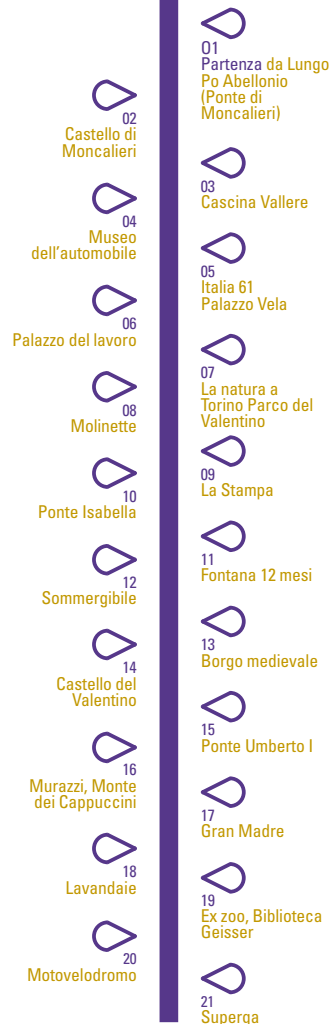 01
Partenza da Lungo
Po Abellonio
(Ponte di
Moncalieri)
02
Castello di
Moncalieri
03
Cascina Vallere
04
Museo
dell'automobile
05
Italia 61
Palazzo Vela
06
Palazzo del lavoro
07
La natura a
Torino Parco del
Valentino
08
Molinette
09
La Stampa
10
Ponte Isabella
11
Fontana 12 mesi
12
Sommergibile
13
Borgo medievale
14
Castello del
Valentino
15
Ponte Umberto I
16
Murazzi, Monte
dei Cappuccini
17
Gran Madre
18
Lavandaie
19
Ex zoo, Biblioteca
Geisser
20
Motovelodromo
21
Superga